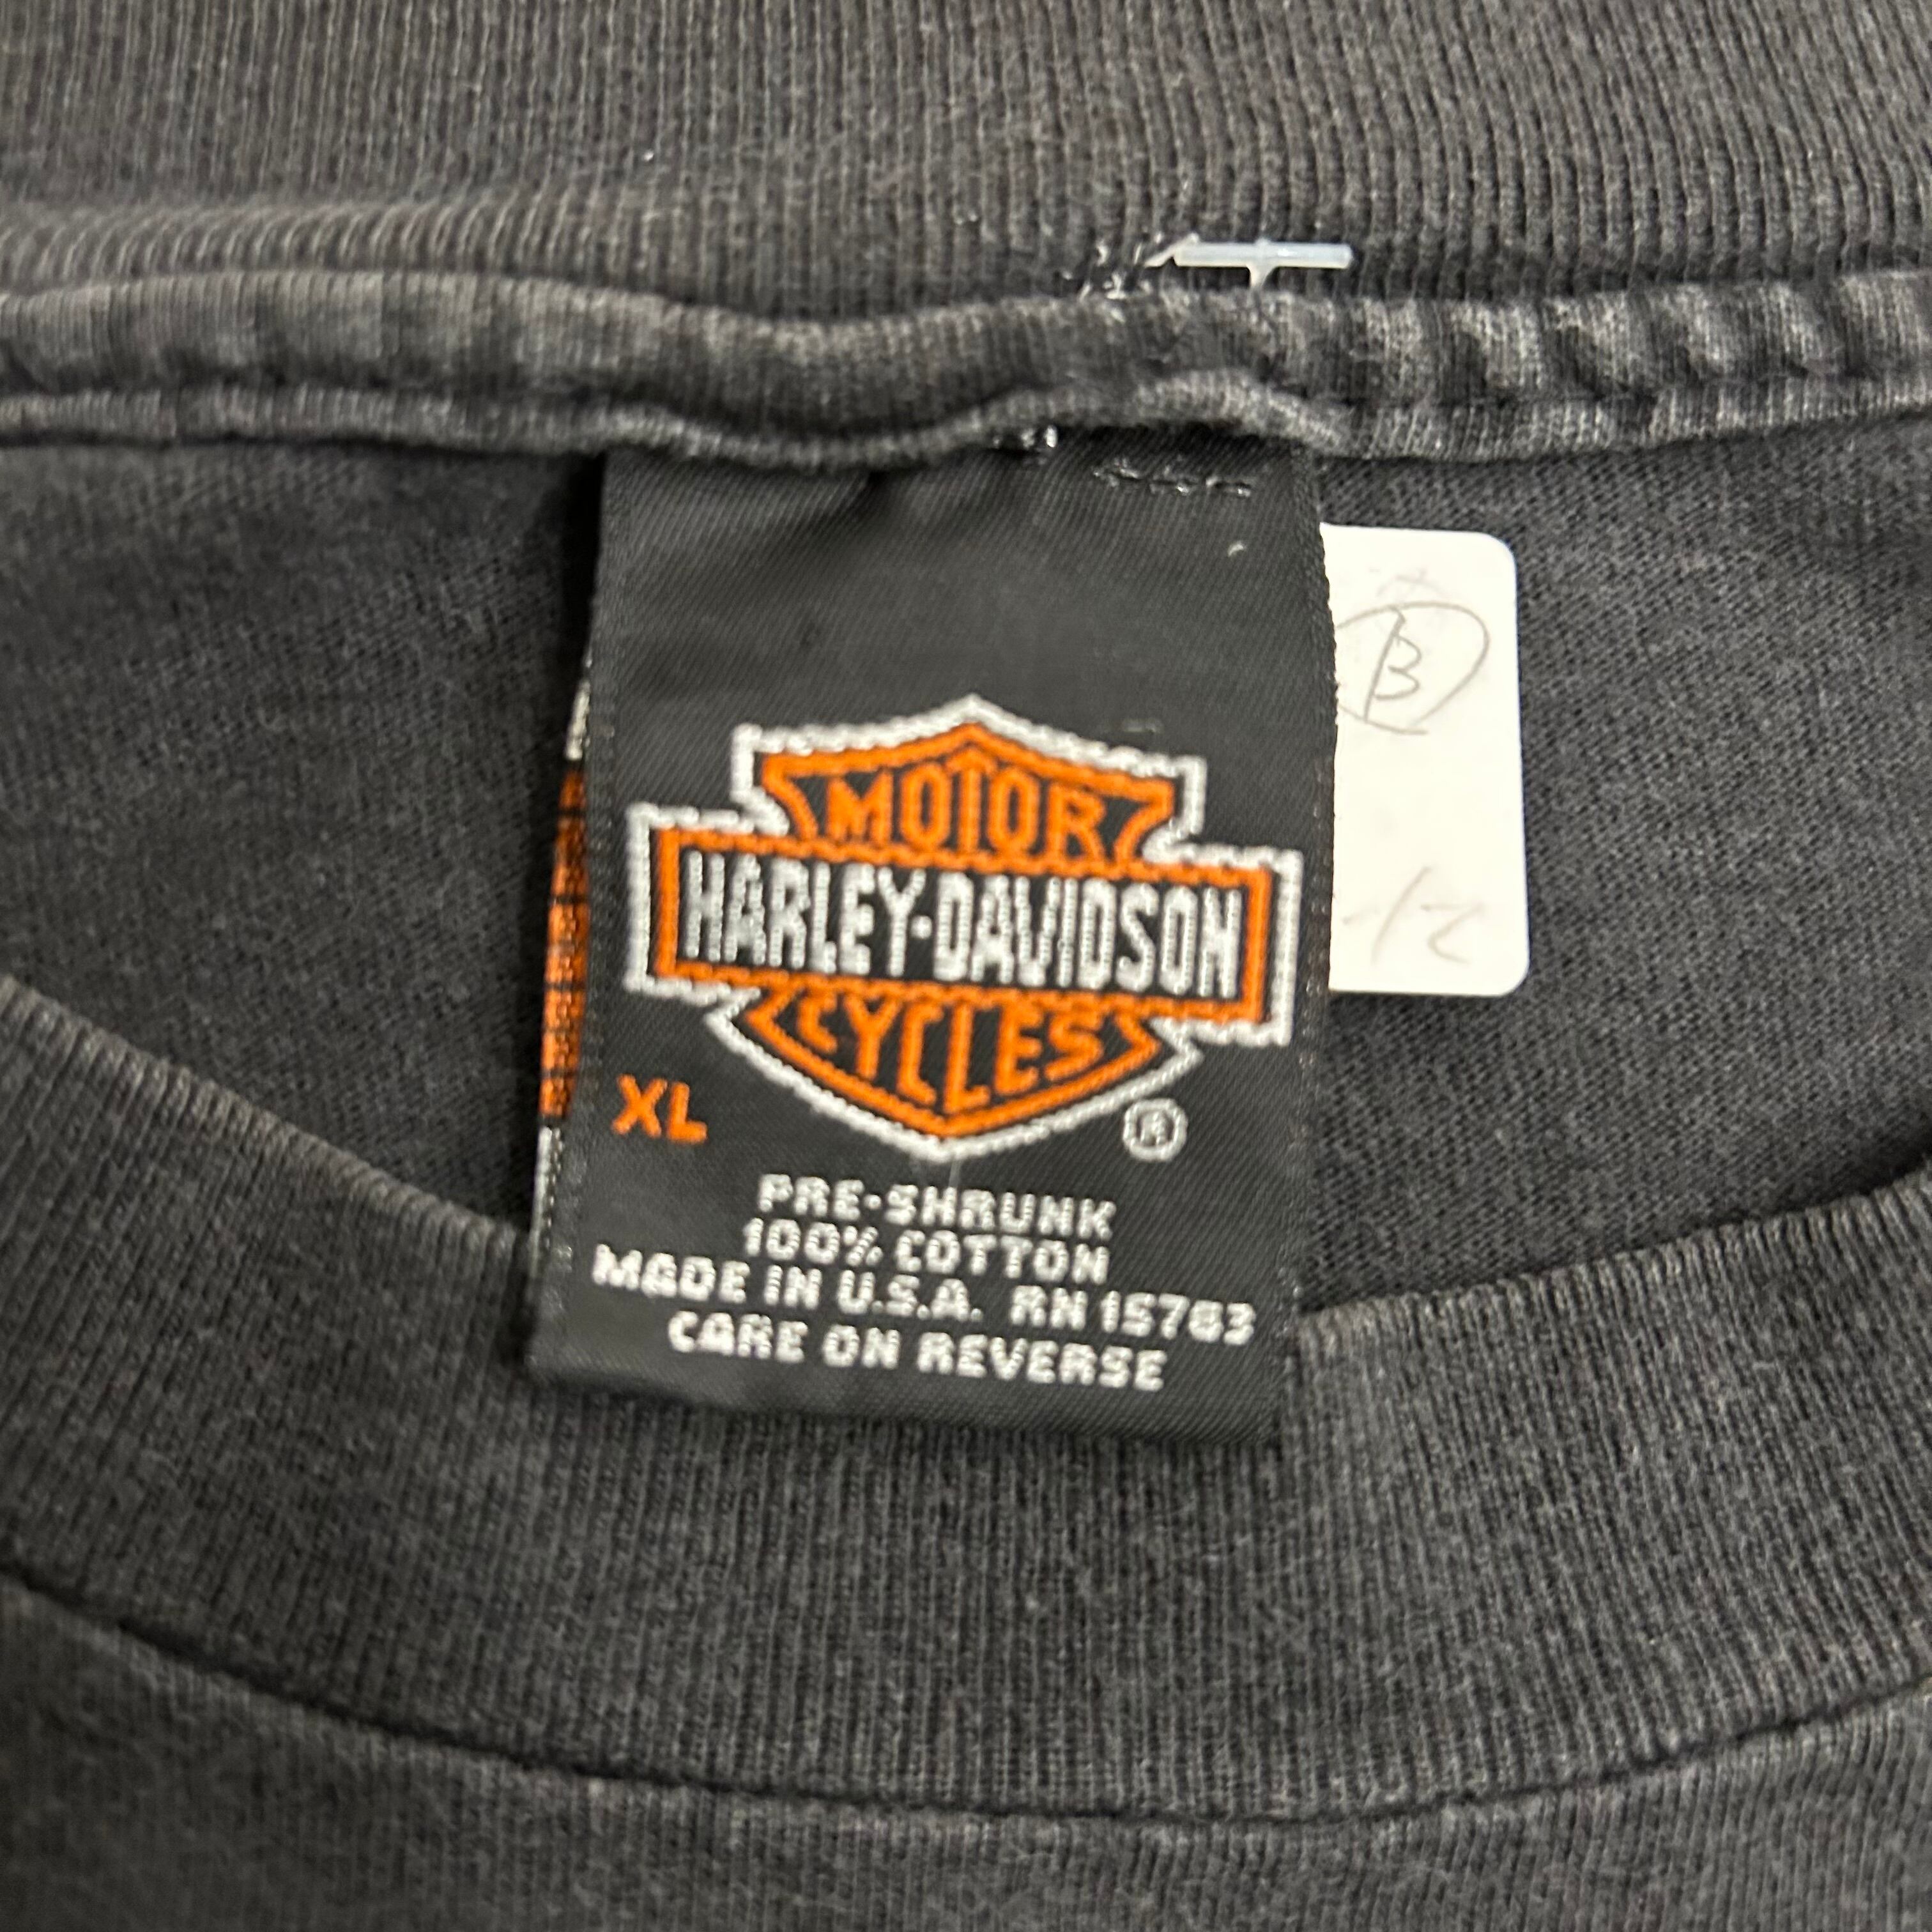 MOTOR
HARLEY-DAVIDSON
CYCLES
XL
®
PRE-SHRUNK
100% COTTON
MADE IN U.S.A. RN 15763
CARE ON REVERSE
B